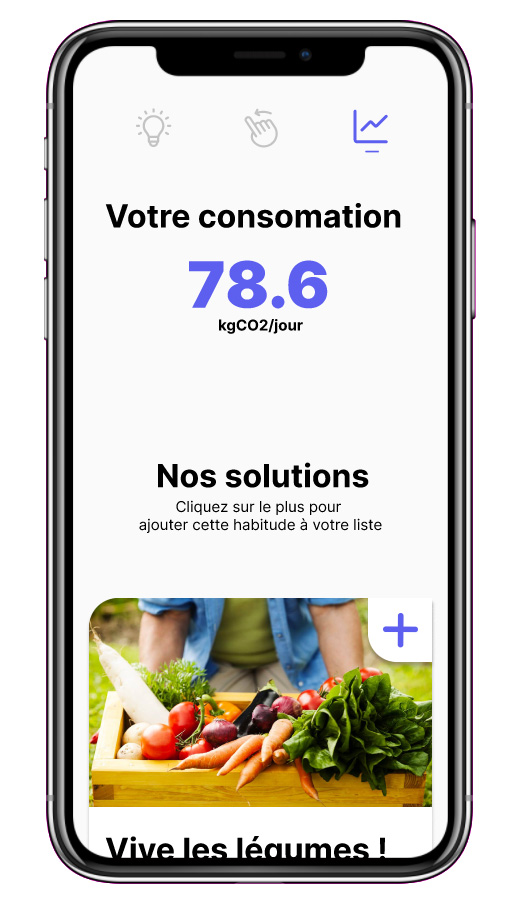 Votre consomation
78.6
kgCO2/jour
Nos solutions
Cliquez sur le plus pour
ajouter cette habitude à votre liste
Vive les légumes !